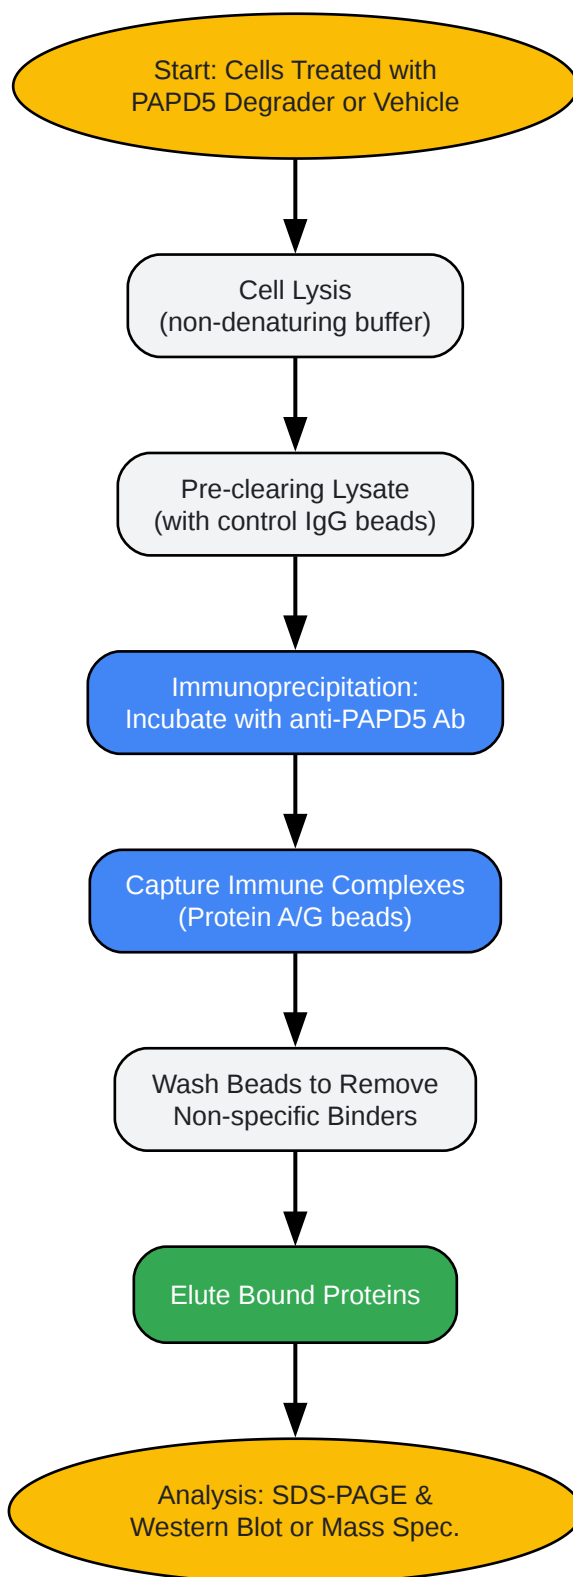 Start: Cells Treated with
PAPD5 Degrader or Vehicle
Cell Lysis
(non-denaturing buffer)
Pre-clearing Lysate
(with control IgG beads)
Immunoprecipitation:
Incubate with anti-PAPD5 Ab
Capture Immune Complexes
(Protein A/G beads)
Wash Beads to Remove
Non-specific Binders
Elute Bound Proteins
Analysis: SDS-PAGE &
Western Blot or Mass Spec.